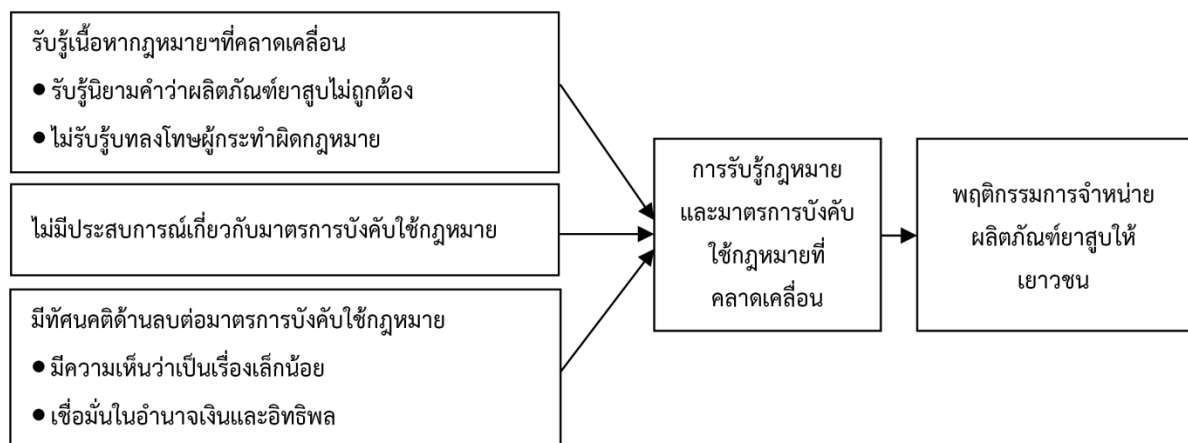 รับรู้เนื้อหากฎหมายฯที่คลาดเคลื่อน
● รับรู้นิยามคำว่าผลิตภัณฑ์ยาสูบไม่ถูกต้อง
● ไม่รับรู้บทลงโทษผู้กระทำผิดกฎหมาย
ไม่มีประสบการณ์เกี่ยวกับมาตรการบังคับใช้กฎหมาย
มีทัศนคติด้านลบต่อมาตรการบังคับใช้กฎหมาย
● มีความเห็นว่าเป็นเรื่องเล็กน้อย
● เชื่อมั่นในอำนาจเงินและอิทธิพล
การรับรู้กฎหมาย
และมาตรการบังคับ
ใช้กฎหมายที่
คลาดเคลื่อน
พฤติกรรมการจำหน่าย
ผลิตภัณฑ์ยาสูบให้
เยาวชน